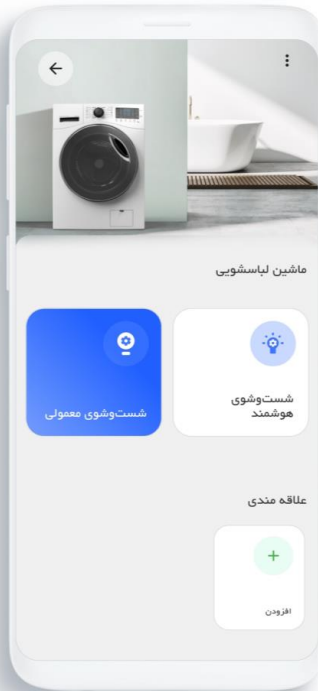 ماشین لباسشویی
شست‌وشوی
هوشمند
شست‌وشوی معمولی
علاقه مندی
افزودن